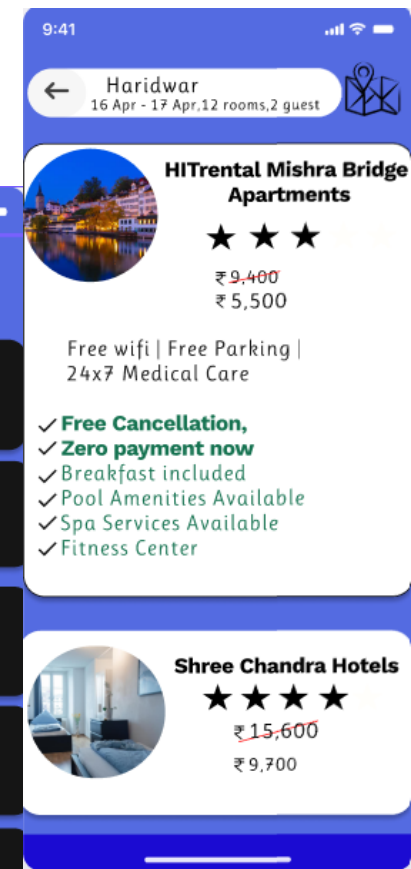 9:41
Haridwar
16 Apr - 17 Apr,12 rooms,2 guest
HITrental Mishra Bridge
Apartments
₹ 9,400
₹ 5,500
Free wifi | Free Parking |
24x7 Medical Care
Free Cancellation,
Zero payment now
Breakfast included
Pool Amenities Available
Spa Services Available
Fitness Center
Shree Chandra Hotels
₹ 15,600
₹ 9,700